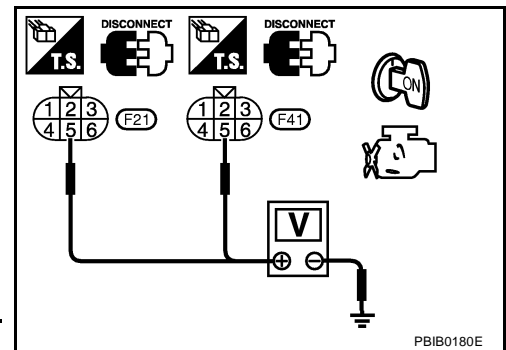 DISCONNECT DISCONNECT
T.S. T.S.
ON
1 2 3 1 2 3
4 5 6 F21 4 5 6 F41
V
+ −
PBIB0180E